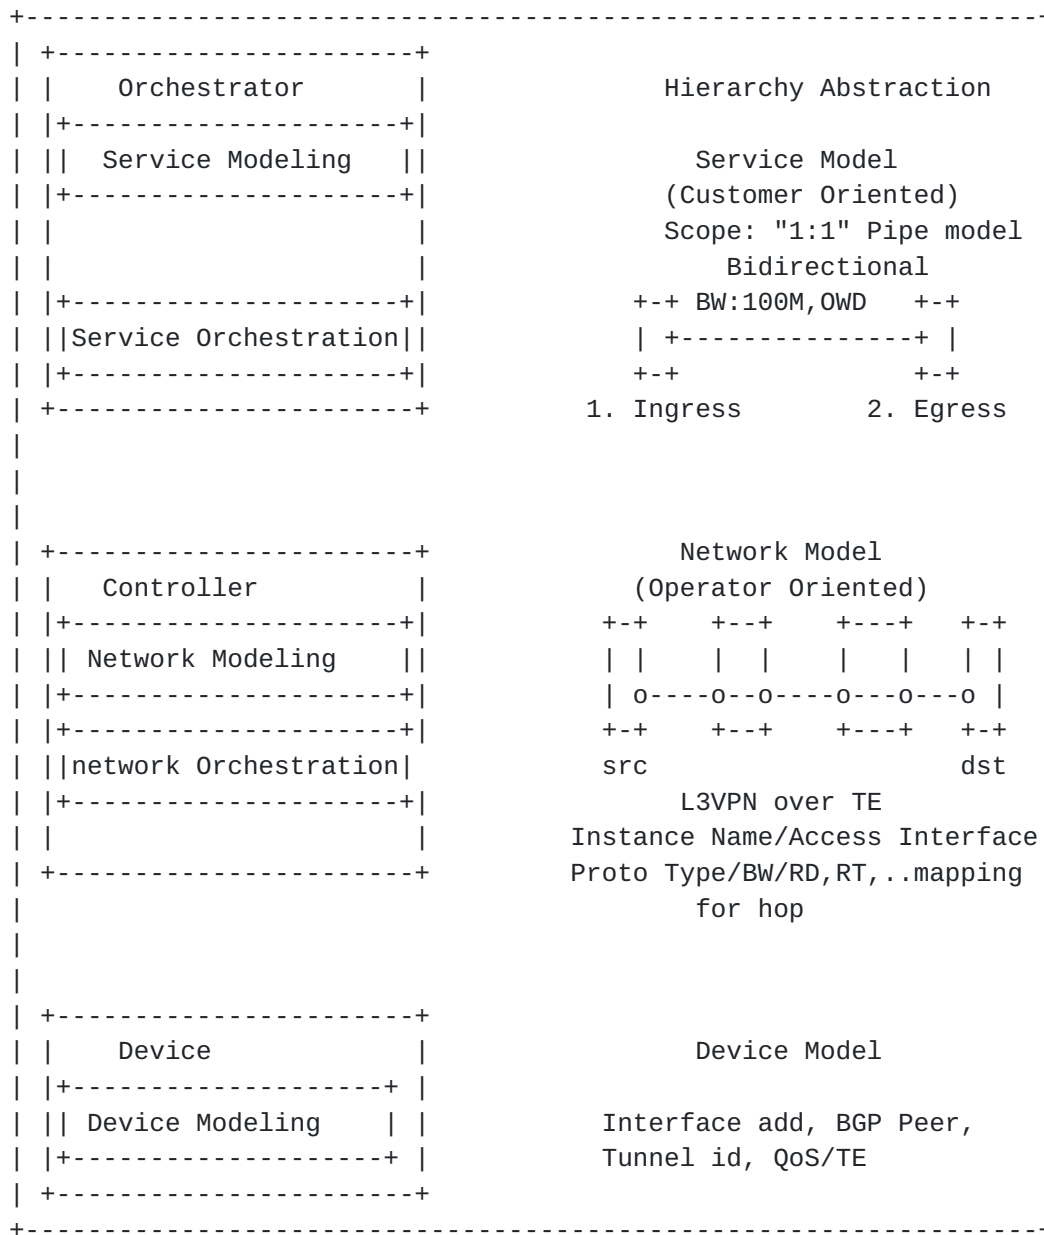 Orchestrator Hierarchy Abstraction
Service Modeling Service Model
(Customer Oriented)
Scope: "1:1" Pipe model
Bidirectional
BW:100M,OWD
Service Orchestration
1. Ingress 2. Egress
Network Model
Controller (Operator Oriented)
Network Modeling
o----o--o----o---o---o
network Orchestration src dst
L3VPN over TE
Instance Name/Access Interface
Proto Type/BW/RD,RT,..mapping
for hop
Device Device Model
Device Modeling Interface add, BGP Peer,
Tunnel id, QoS/TE